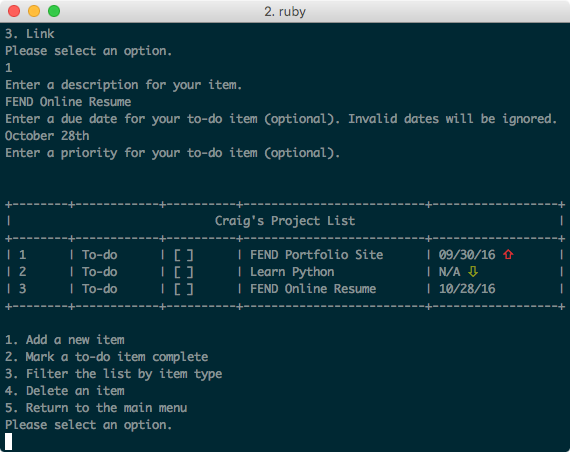 2. ruby
3. Link
Please select an option.
1
Enter a description for your item.
FEND Online Resume
Enter a due date for your to-do item (optional). Invalid dates will be ignored.
October 28th
Enter a priority for your to-do item (optional).
+--------+------------+----------+--------------------------+------------------+
|                             Craig's Project List                             |
+--------+------------+----------+--------------------------+------------------+
| 1      | To-do      | [ ]      | FEND Portfolio Site      | 09/30/16 ⇧       |
| 2      | To-do      | [ ]      | Learn Python             | N/A ⇩            |
| 3      | To-do      | [ ]      | FEND Online Resume       | 10/28/16         |
+--------+------------+----------+--------------------------+------------------+
1. Add a new item
2. Mark a to-do item complete
3. Filter the list by item type
4. Delete an item
5. Return to the main menu
Please select an option.